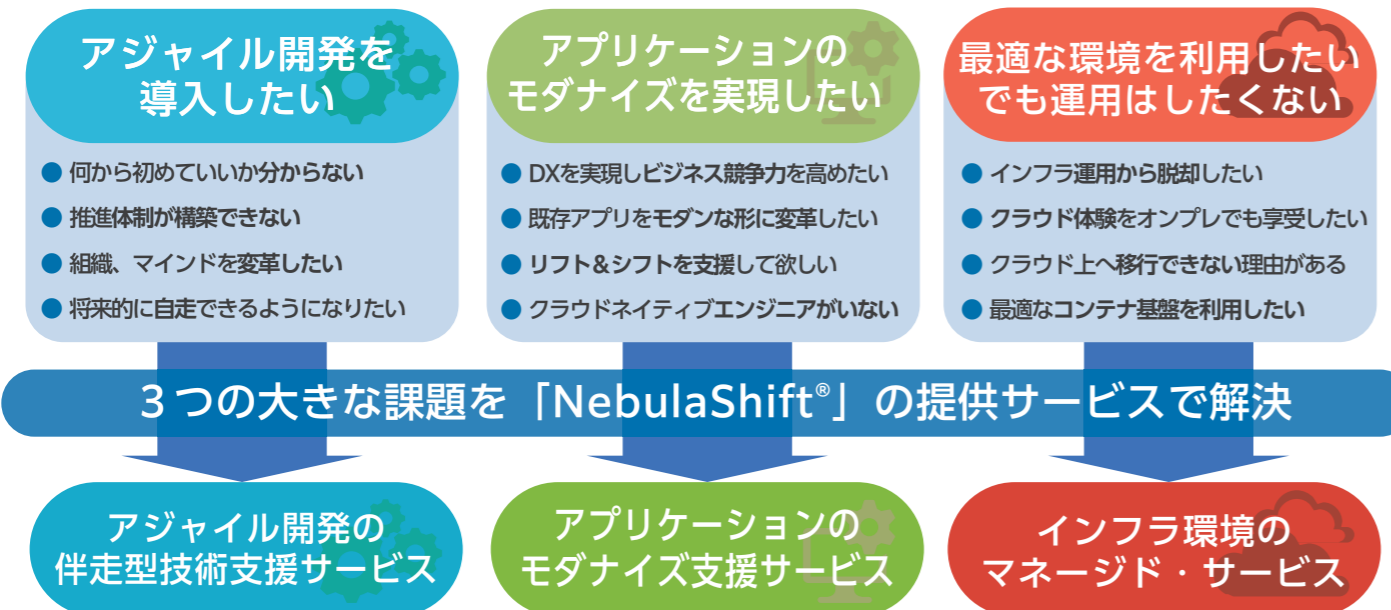 アジャイル開発を
導入したい
● 何から初めていいか分からない
● 推進体制が構築できない
● 組織、マインドを変革したい
● 将来的に自走できるようになりたい
アプリケーションの
モダナイズを実現したい
● DXを実現しビジネス競争力を高めたい
● 既存アプリをモダンな形に変革したい
● リフト＆シフトを支援して欲しい
● クラウドネイティブエンジニアがいない
最適な環境を利用したい
でも運用はしたくない
● インフラ運用から脱却したい
● クラウド体験をオンプレでも享受したい
● クラウド上へ移行できない理由がある
● 最適なコンテナ基盤を利用したい
３つの大きな課題を「NebulaShift®」の提供サービスで解決
アジャイル開発の
伴走型技術支援サービス
アプリケーションの
モダナイズ支援サービス
インフラ環境の
マネージド・サービス